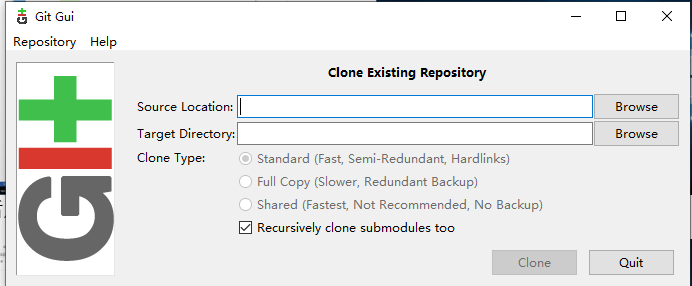 Git Gui
Repository Help
Clone Existing Repository
Source Location: Browse
Target Directory: Browse
Clone Type: Standard (Fast, Semi-Redundant, Hardlinks)
Full Copy (Slower, Redundant Backup)
Shared (Fastest, Not Recommended, No Backup)
Recursively clone submodules too
Clone Quit
GIt